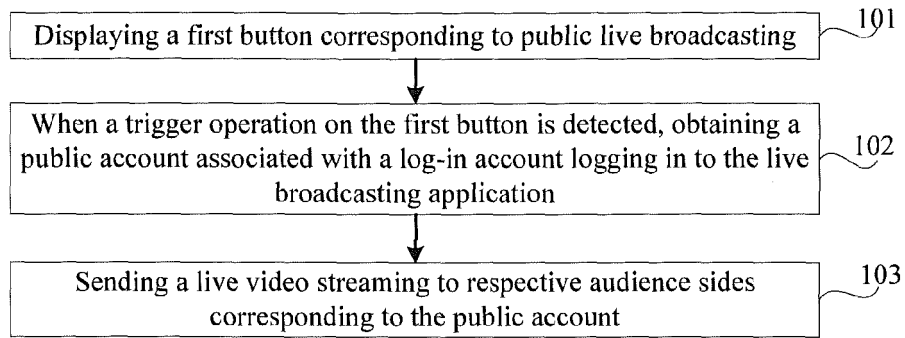 Displaying a first button corresponding to public live broadcasting
101
When a trigger operation on the first button is detected, obtaining a
public account associated with a log-in account logging in to the live
broadcasting application
102
Sending a live video streaming to respective audience sides
corresponding to the public account
103